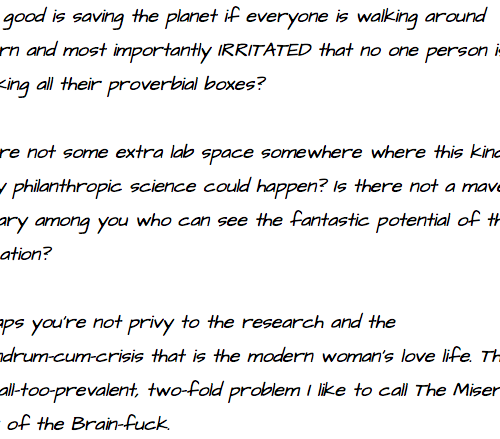 good is saving the planet if everyone is walking around
rn and most importantly IRRITATED that no one person i
king all their proverbial boxes?
re not some extra lab space somewhere where this kind
y philanthropic science could happen? Is there not a mave
ary among you who can see the fantastic potential of th
ation?
aps you're not privy to the research and the
ndrum-cum-crisis that is the modern woman's love life. Th
all-too-prevalent, two-fold problem I like to call The Miser
of the Brain-fuck.